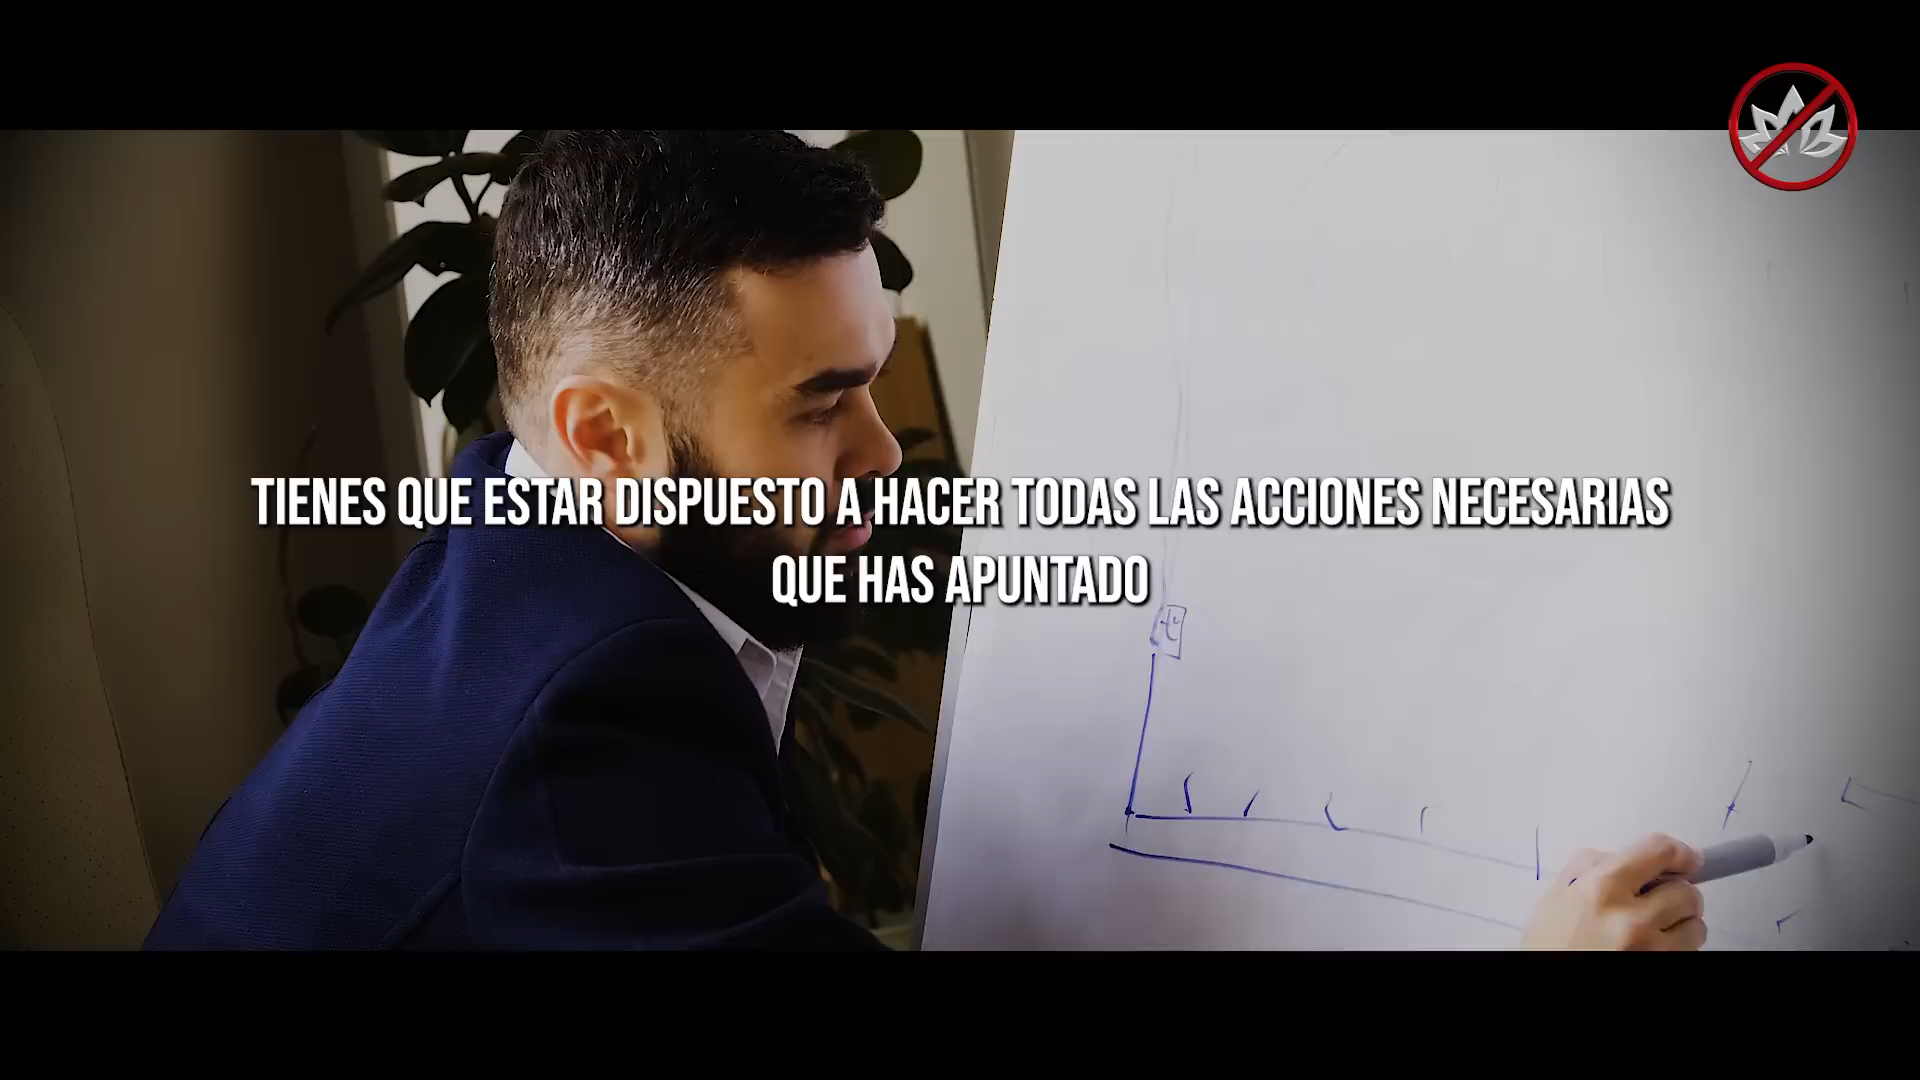 TIENES QUE ESTAR DISPUESTO A HACER TODAS LAS ACCIONES NECESARIAS
QUE HAS APUNTADO